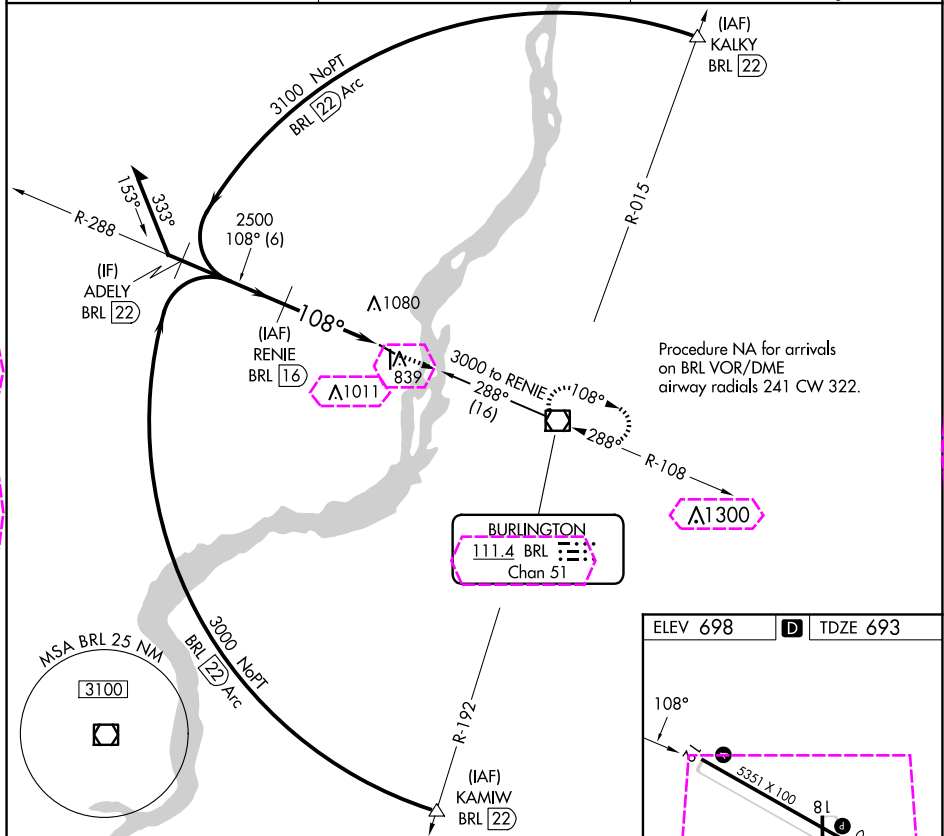 (IAF)
KALKY
BRL 22
3100 NoPT
BRL 22 Arc
R-015
153°
333°
R-288
2500
108° (6)
(IF)
ADELY
BRL 22
(IAF)
RENIE
BRL 16
108°
1080
839
1011
3000 to RENIE
288°
(16)
108°
288°
R-108
Procedure NA for arrivals
on BRL VOR/DME
airway radials 241 CW 322.
1300
BURLINGTON
111.4 BRL
Chan 51
3000 NoPT
BRL 22 Arc
R-192
MSA BRL 25 NM
3100
(IAF)
KAMIW
BRL 22
ELEV 698 D TDZE 693
108°
12
5351 X 100
18
P